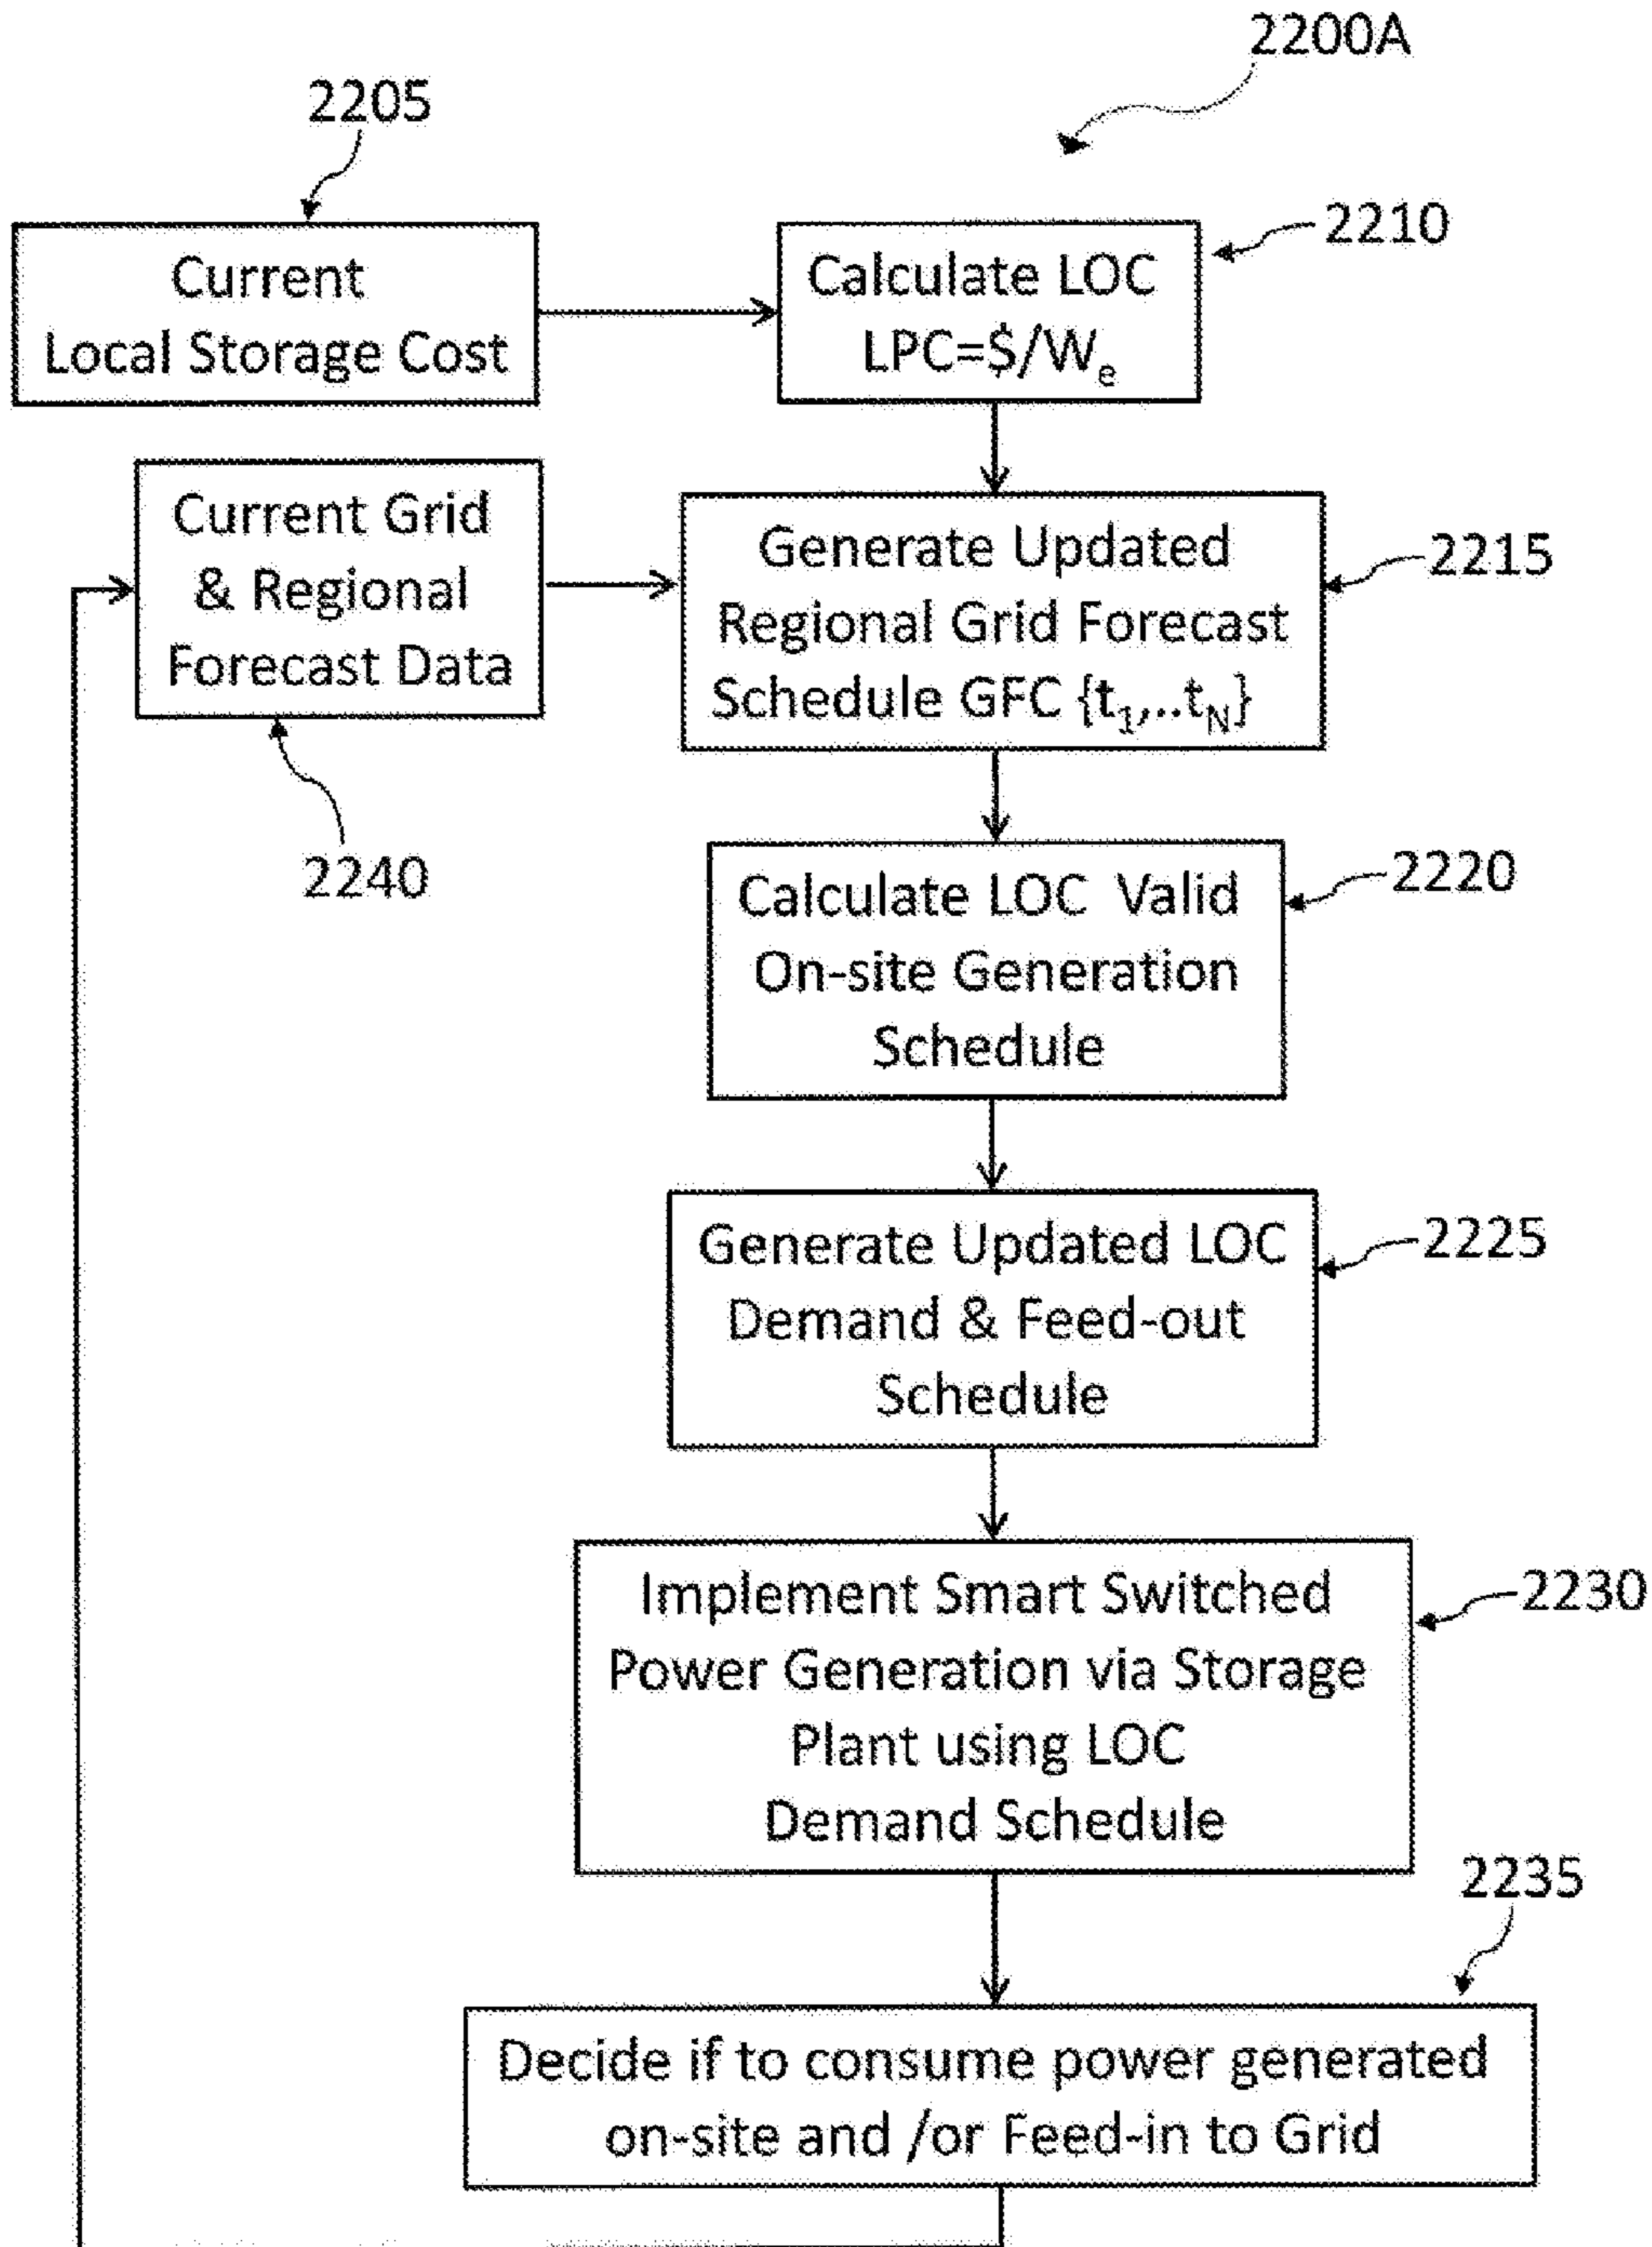 2200A
2205
Current
Local Storage Cost
2210
Calculate LOC
LPC=$/We
Current Grid
& Regional
Forecast Data
2240
Generate Updated
Regional Grid Forecast
Schedule GFC {t1,..tN}
2215
Calculate LOC Valid
On-site Generation
Schedule
2220
Generate Updated LOC
Demand & Feed-out
Schedule
2225
Implement Smart Switched
Power Generation via Storage
Plant using LOC
Demand Schedule
2230
2235
Decide if to consume power generated
on-site and /or Feed-in to Grid